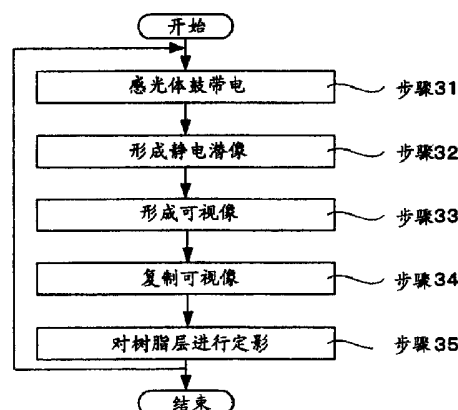 开始
感光体鼓带电 步骤31
形成静电潜像 步骤32
形成可视像 步骤33
复制可视像 步骤34
对树脂层进行定影 步骤35
结束